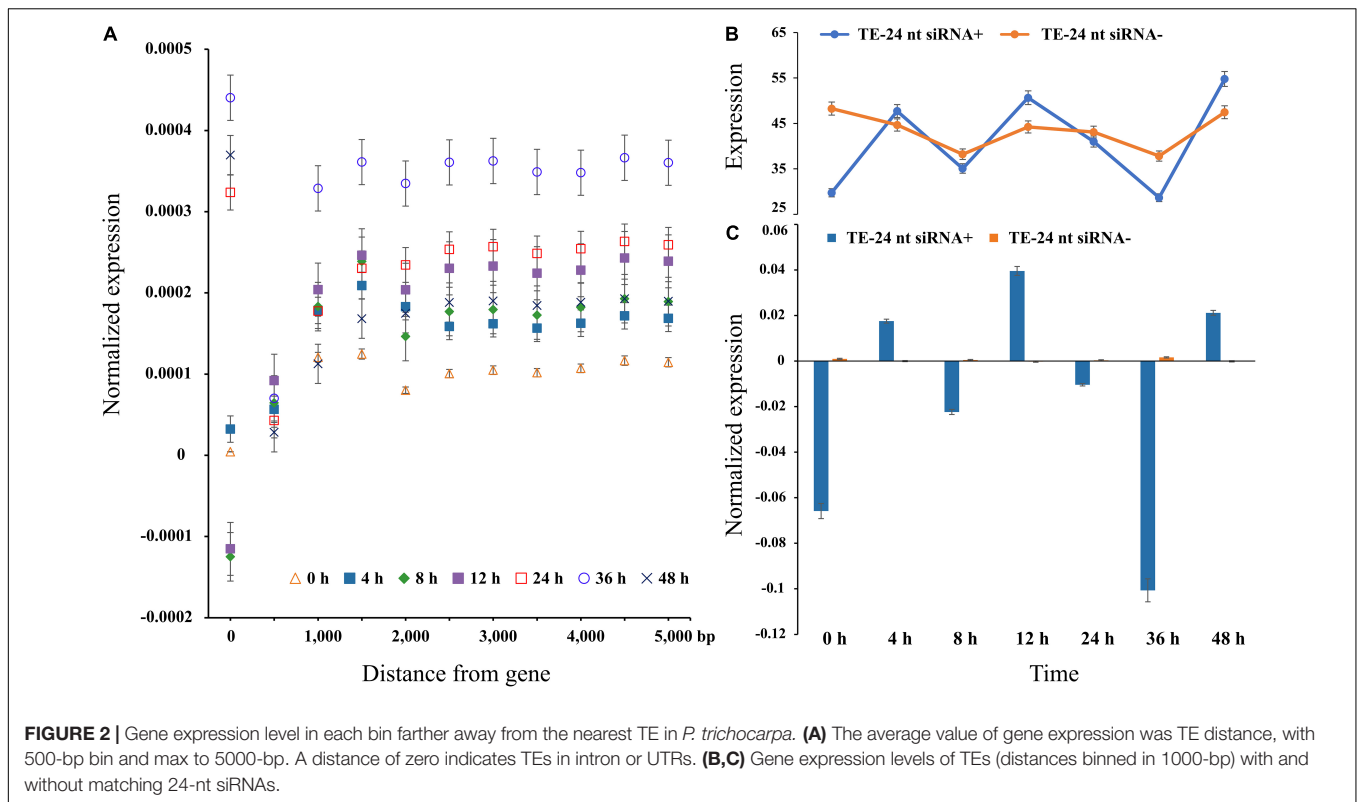 A
0.0005
0.0004
0.0003
0.0002
0.0001
0
-0.0001
-0.0002
Normalized expression
0 h 4 h 8 h 12 h 24 h 36 h 48 h
0 1,000 2,000 3,000 4,000 5,000 bp
Distance from gene
B
TE-24 nt siRNA+ TE-24 nt siRNA-
65
55
45
35
25
Expression
C
TE-24 nt siRNA+ TE-24 nt siRNA-
0.06
0.04
0.02
0
-0.02
-0.04
-0.06
-0.08
-0.1
-0.12
Normalized expression
0 h 4 h 8 h 12 h 24 h 36 h 48 h
Time
FIGURE 2 | Gene expression level in each bin farther away from the nearest TE in P. trichocarpa. (A) The average value of gene expression was TE distance, with
500-bp bin and max to 5000-bp. A distance of zero indicates TEs in intron or UTRs. (B,C) Gene expression levels of TEs (distances binned in 1000-bp) with and
without matching 24-nt siRNAs.